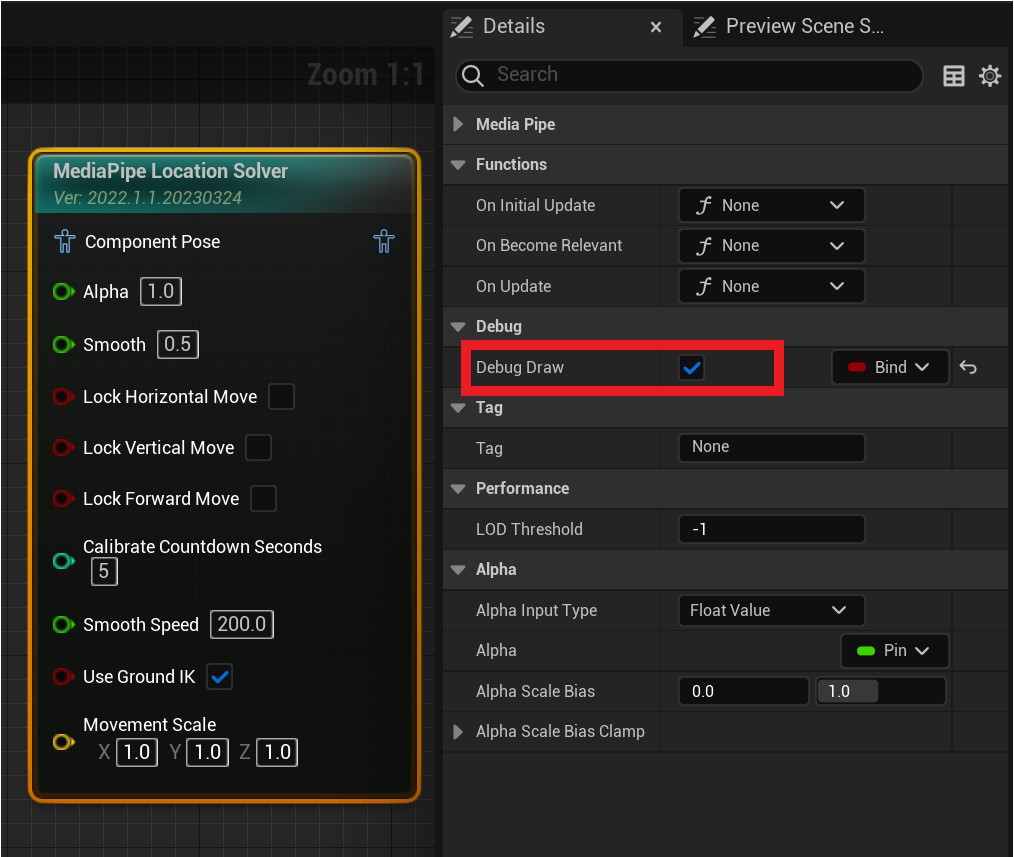 Details
Preview Scene S...
Zoom 1:1
Search
Media Pipe
Functions
On Initial Update
None
On Become Relevant
None
On Update
None
Debug
Debug Draw
Bind
Tag
Tag
None
Performance
LOD Threshold
-1
Alpha
Alpha Input Type
Float Value
Alpha
Pin
Alpha Scale Bias
0.0
1.0
Alpha Scale Bias Clamp
MediaPipe Location Solver
Ver: 2022.1.1.20230324
Component Pose
Alpha 1.0
Smooth 0.5
Lock Horizontal Move
Lock Vertical Move
Lock Forward Move
Calibrate Countdown Seconds
5
Smooth Speed 200.0
Use Ground IK
Movement Scale
X 1.0 Y 1.0 Z 1.0